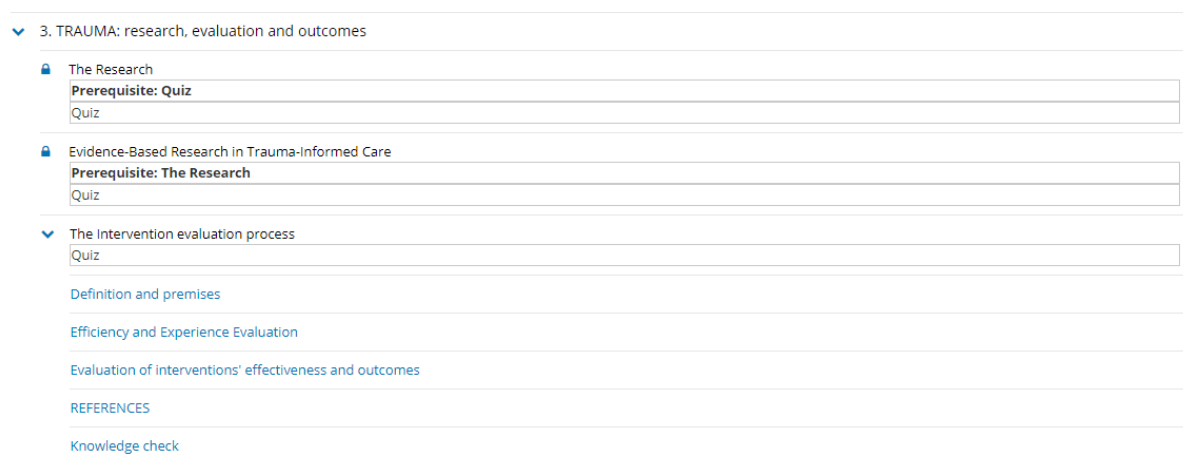 3. TRAUMA: research, evaluation and outcomes
The Research
Prerequisite: Quiz
Quiz
Evidence-Based Research in Trauma-Informed Care
Prerequisite: The Research
Quiz
The Intervention evaluation process
Quiz
Definition and premises
Efficiency and Experience Evaluation
Evaluation of interventions' effectiveness and outcomes
REFERENCES
Knowledge check